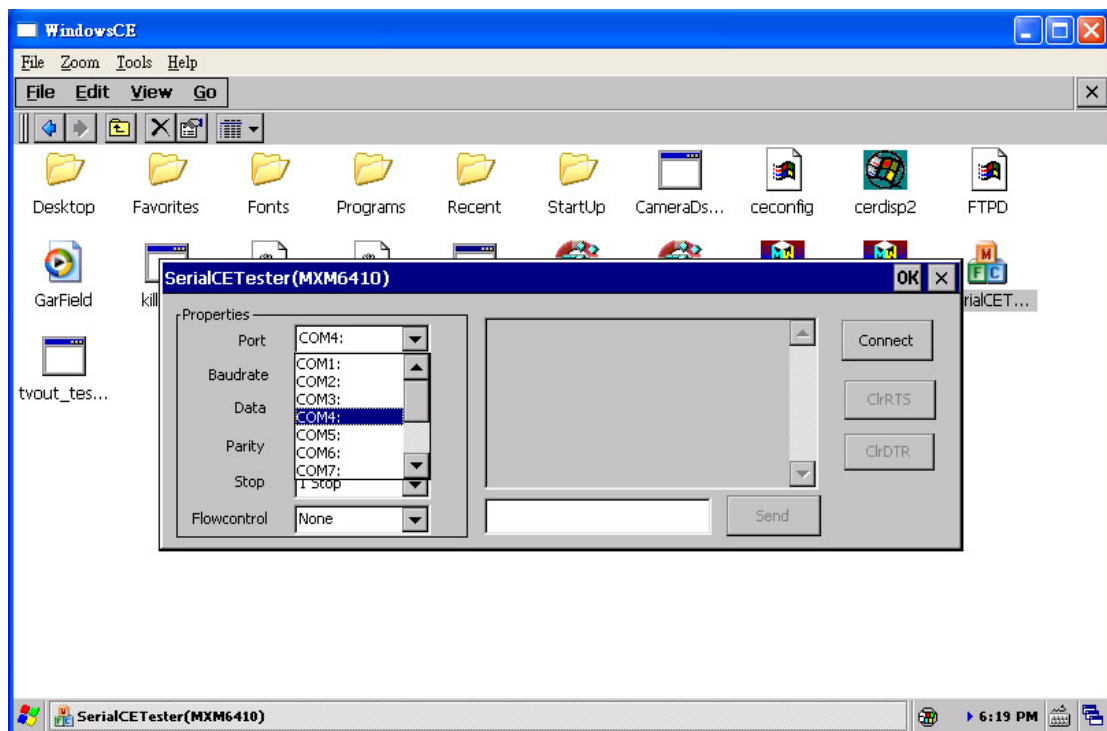 WindowsCE
File Zoom Tools Help
File Edit View Go
Desktop Favorites Fonts Programs Recent StartUp CameraDs... ceconfig cerdisp2 FTPD
GarField kill rialCET...
tvout_tes...
SerialCETester(MXM6410) OK
Properties
Port COM4:
COM1:
COM2:
COM3:
COM4:
COM5:
COM6:
COM7:
Baudrate
Data
Parity
Stop 1 Stop
Flowcontrol None
Connect
ClrRTS
ClrDTR
Send
SerialCETester(MXM6410) 6:19 PM